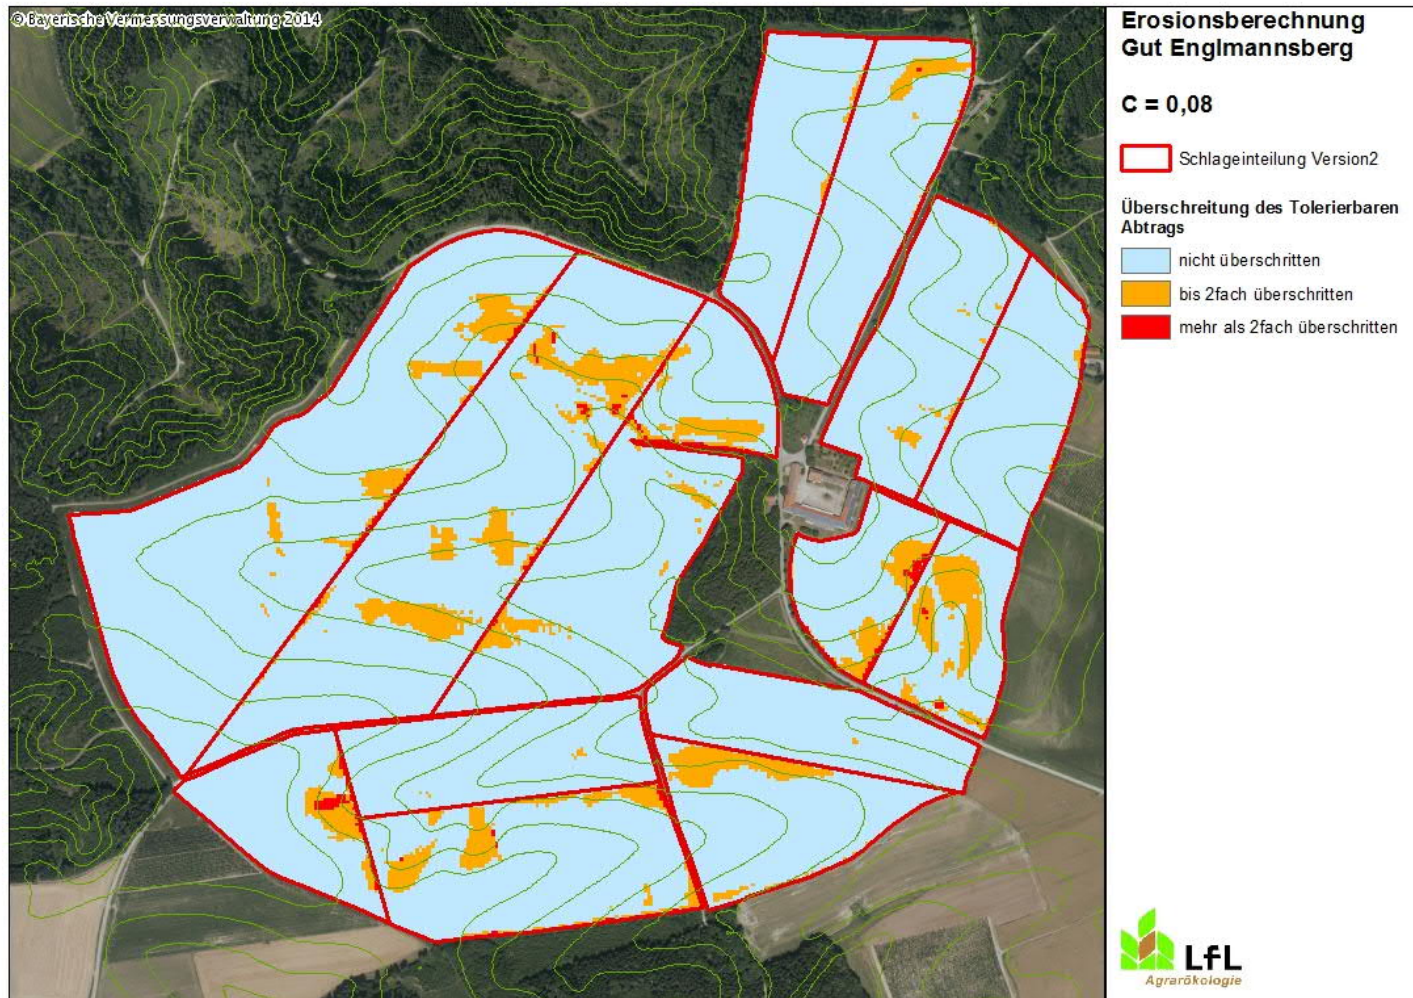 © Bayerische Vermessungsverwaltung 2014
Erosionsberechnung
Gut Englmannsberg
C = 0,08
Schlageinteilung Version2
Überschreitung des Tolerierbaren
Abtrags
nicht überschritten
bis 2fach überschritten
mehr als 2fach überschritten
LfL
Agrarökologie